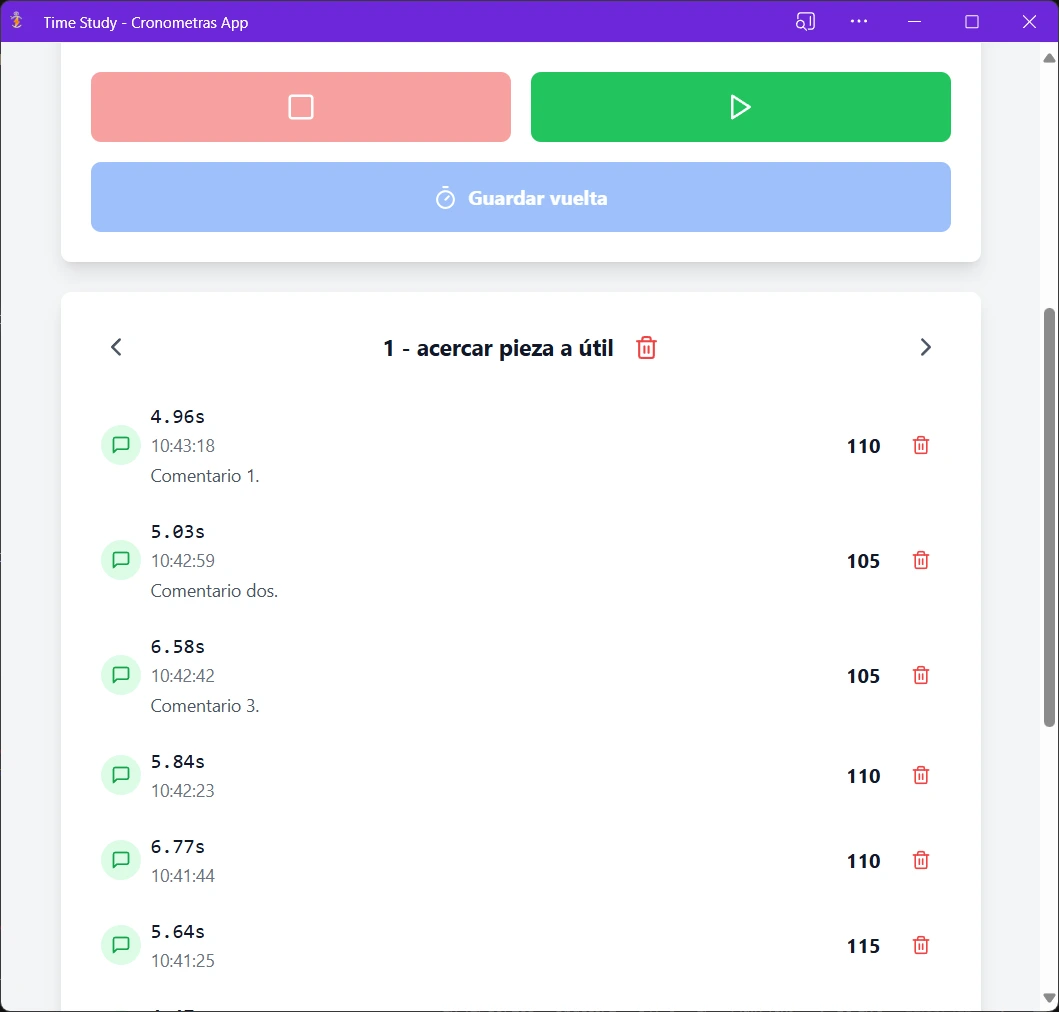 Time Study - Cronometras App
Guardar vuelta
1 - acercar pieza a útil
4.96s
10:43:18
Comentario 1.
110
5.03s
10:42:59
Comentario dos.
105
6.58s
10:42:42
Comentario 3.
105
5.84s
10:42:23
110
6.77s
10:41:44
110
5.64s
10:41:25
115